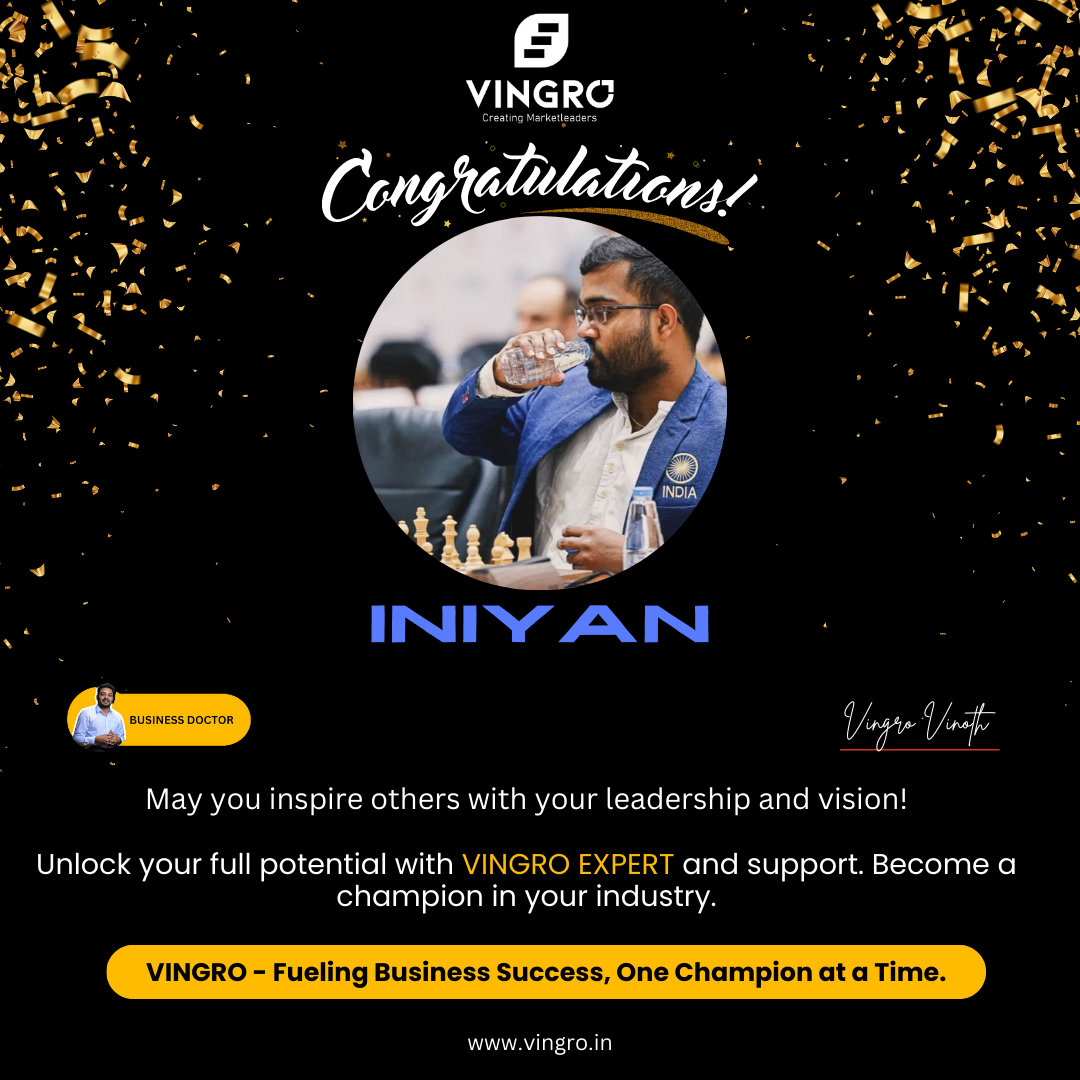 VINGRO
Creating Marketleaders
Congratulations!
INDIA
INIYAN
BUSINESS DOCTOR
Vingro Vinoth
May you inspire others with your leadership and vision!
Unlock your full potential with VINGRO EXPERT and support. Become a
champion in your industry.
VINGRO - Fueling Business Success, One Champion at a Time.
www.vingro.in